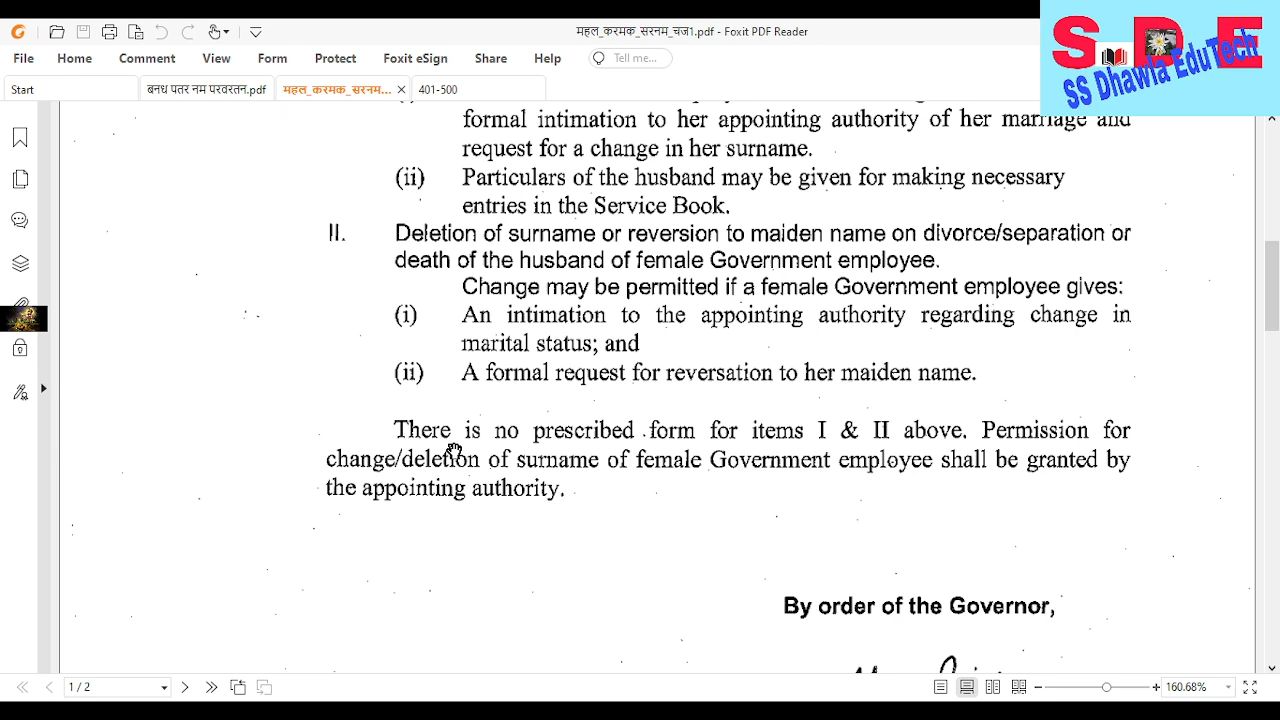 महल_करमक_सरनम_चज1.pdf - Foxit PDF Reader
SDE
SS Dhawla EduTech
File Home Comment View Form Protect Foxit eSign Share Help Tell me...
Start बनध पतर नम परवरतन.pdf महल_करमक_सरनम... 401-500
formal intimation to her appointing authority of her marriage and
request for a change in her surname.
(ii) Particulars of the husband may be given for making necessary
entries in the Service Book.
II. Deletion of surname or reversion to maiden name on divorce/separation or
death of the husband of female Government employee.
Change may be permitted if a female Government employee gives:
(i) An intimation to the appointing authority regarding change in
marital status; and
(ii) A formal request for reversation to her maiden name.
There is no prescribed form for items I & II above. Permission for
change/deletion of surname of female Government employee shall be granted by
the appointing authority.
By order of the Governor,
1 / 2
160.68%